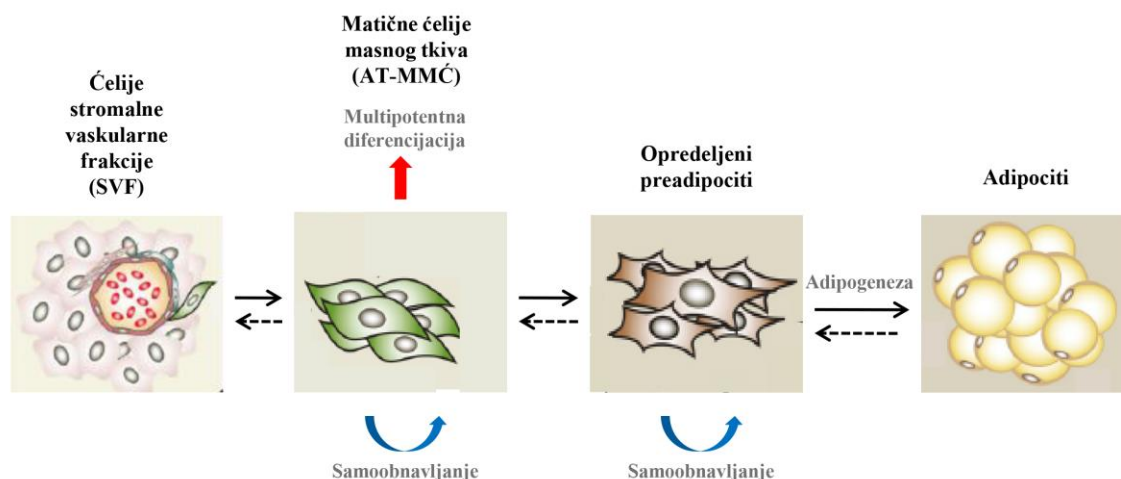 Ćelije
stromalne
vaskularne
frakcije
(SVF)
Matične ćelije
masnog tkiva
(AT-MMĆ)
Multipotentna
diferencijacija
Opredeljeni
preadipociti
Adipociti
Adipogeneza
Samoobnavljanje
Samoobnavljanje